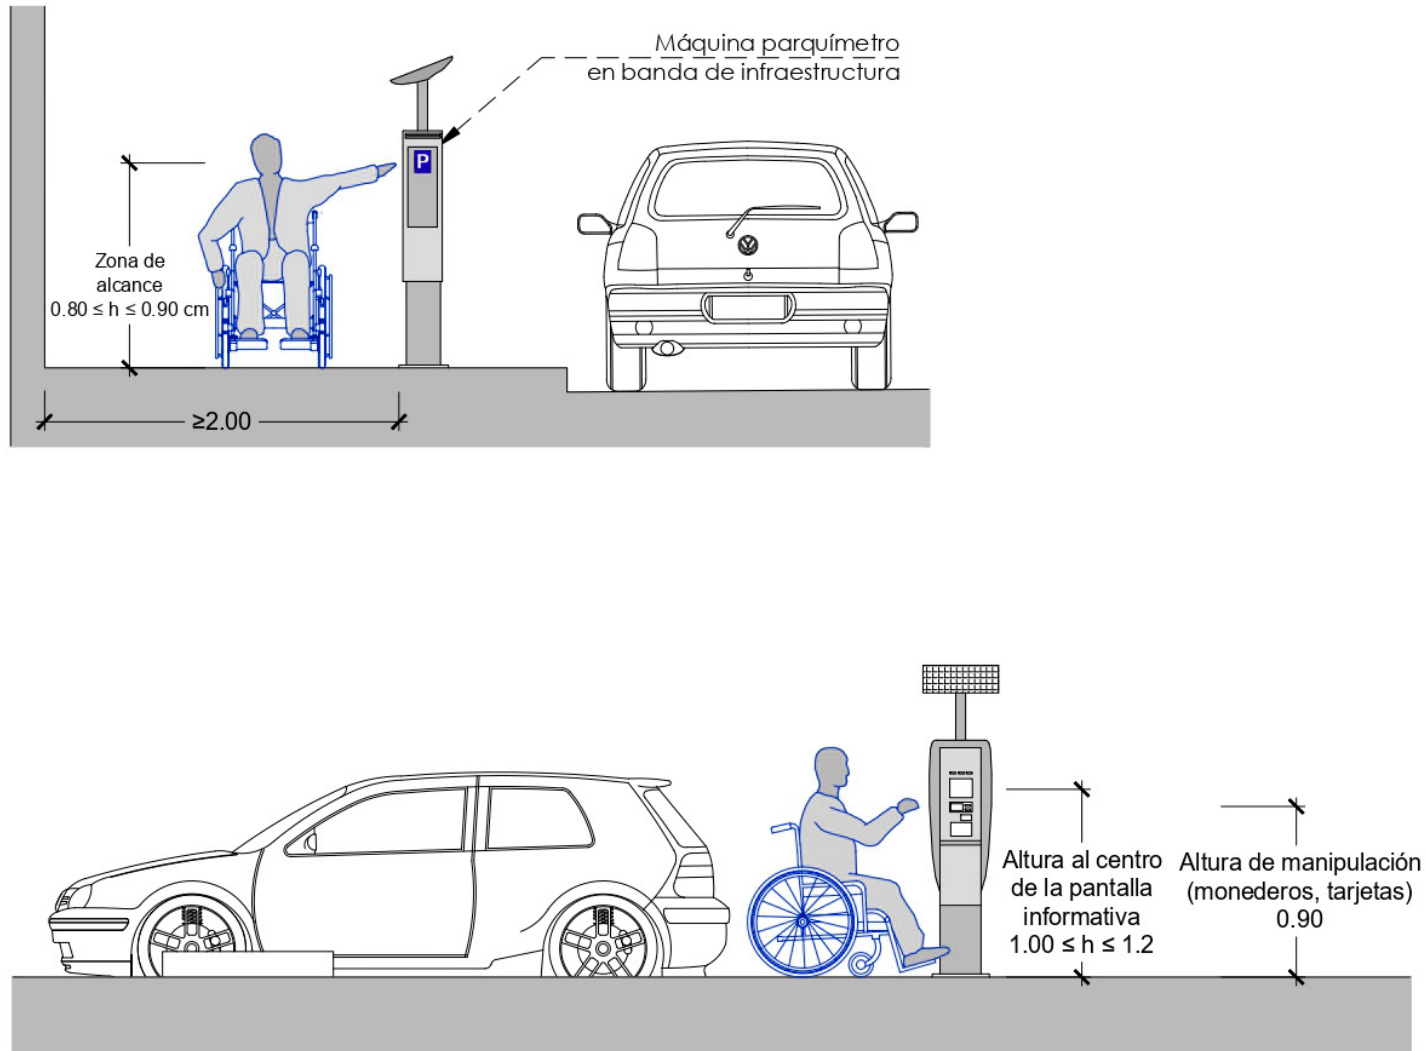 Máquina parquímetro
en banda de infraestructura
P
Zona de
alcance
0.80 ≤ h ≤ 0.90 cm
≥2.00
Altura al centro
de la pantalla
informativa
1.00 ≤ h ≤ 1.2
Altura de manipulación
(monederos, tarjetas)
0.90